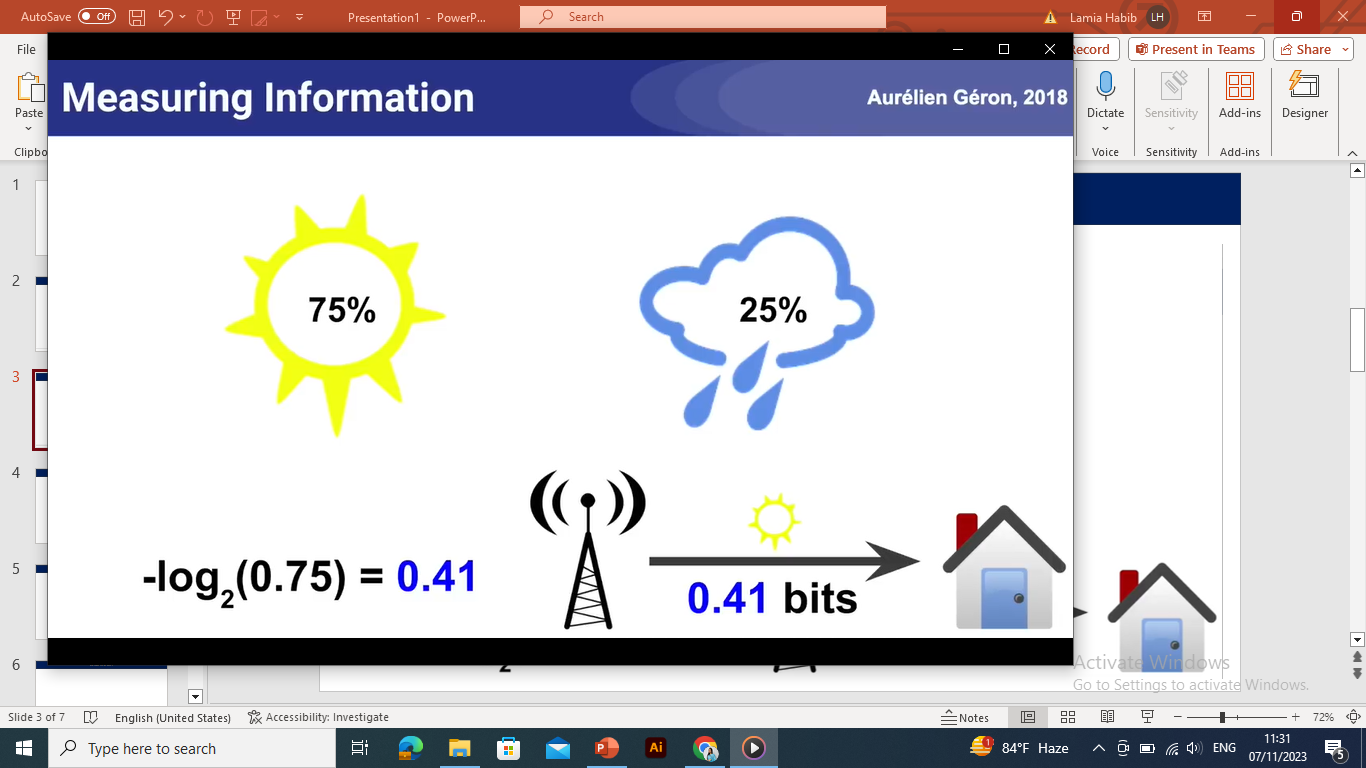 AutoSave Off Presentation1 - PowerP... Search Lamia Habib LH
File Record Present in Teams Share
Measuring Information
Aurélien Géron, 2018
Paste
Dictate Sensitivity Add-ins Designer
Clipbo Voice Sensitivity Add-ins
1
2
3
4
5
6
75%
25%
-log2(0.75) = 0.41
0.41 bits
2
Activate Windows
Go to Settings to activate Windows.
Slide 3 of 7 English (United States) Accessibility: Investigate Notes 72%
Type here to search Ai 1 84°F Haze ENG 11:31
07/11/2023 5